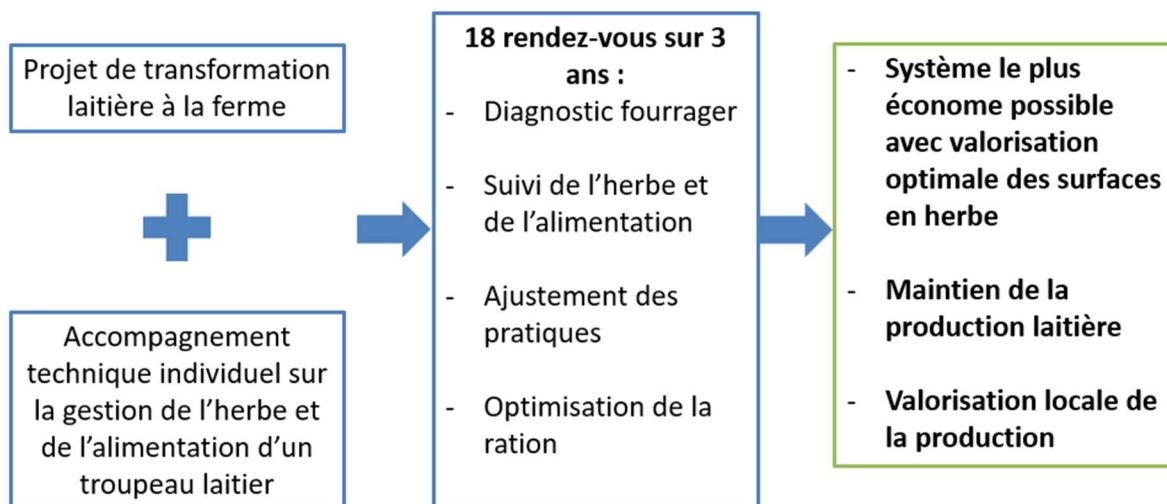 Projet de transformation
laitière à la ferme
Accompagnement
technique individuel sur
la gestion de l’herbe et
de l’alimentation d’un
troupeau laitier
18 rendez-vous sur 3
ans :
- Diagnostic fourrager
- Suivi de l’herbe et
de l’alimentation
- Ajustement des
pratiques
- Optimisation de la
ration
- Système le plus
économe possible
avec valorisation
optimale des surfaces
en herbe
- Maintien de la
production laitière
- Valorisation locale de
la production